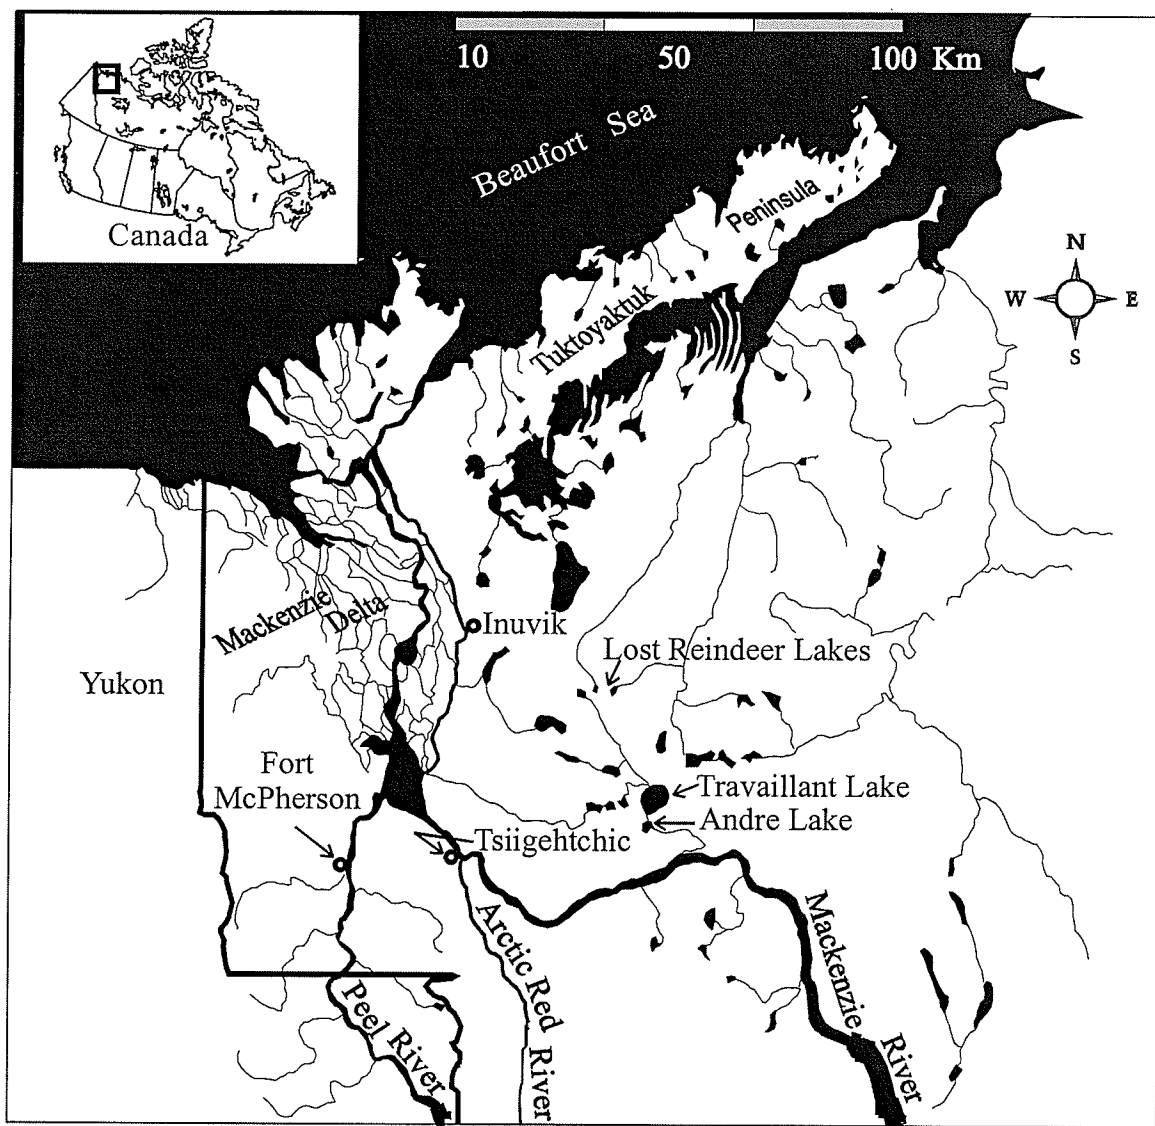 10 50 100 Km
Canada
Beaufort Sea
Peninsula
N
W E
S
Tuktoyaktuk
Mackenzie
Delta
Inuvik
Lost Reindeer Lakes
Yukon
Fort
McPherson
Travaillant Lake
Andre Lake
Tsiigehtchic
Arctic Red River
Mackenzie River
Peel River